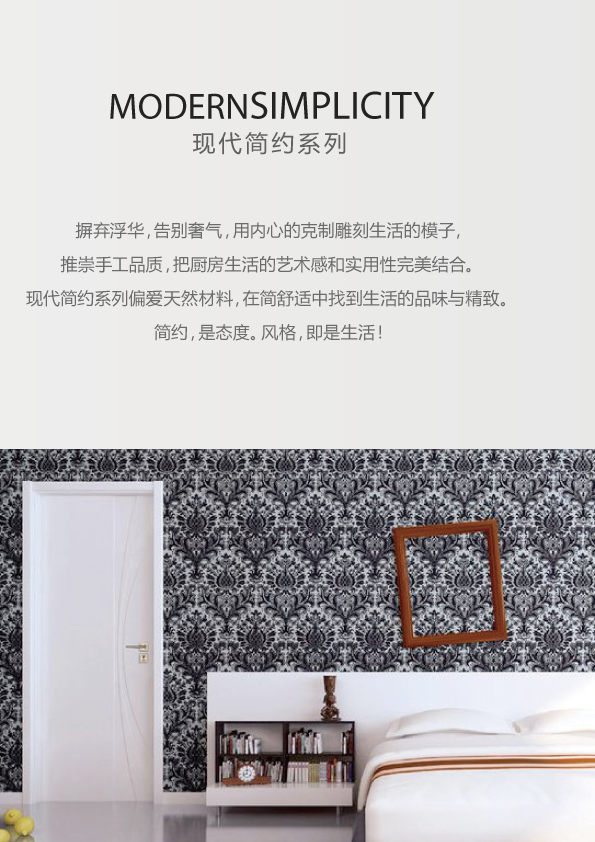 MODERNSIMPLICITY
现代简约系列
摒弃浮华,告别奢气,用内心的克制雕刻生活的模子,
推崇手工品质,把厨房生活的艺术感和实用性完美结合。
现代简约系列偏爱天然材料,在简舒适中找到生活的品味与精致。
简约,是态度。风格,即是生活!